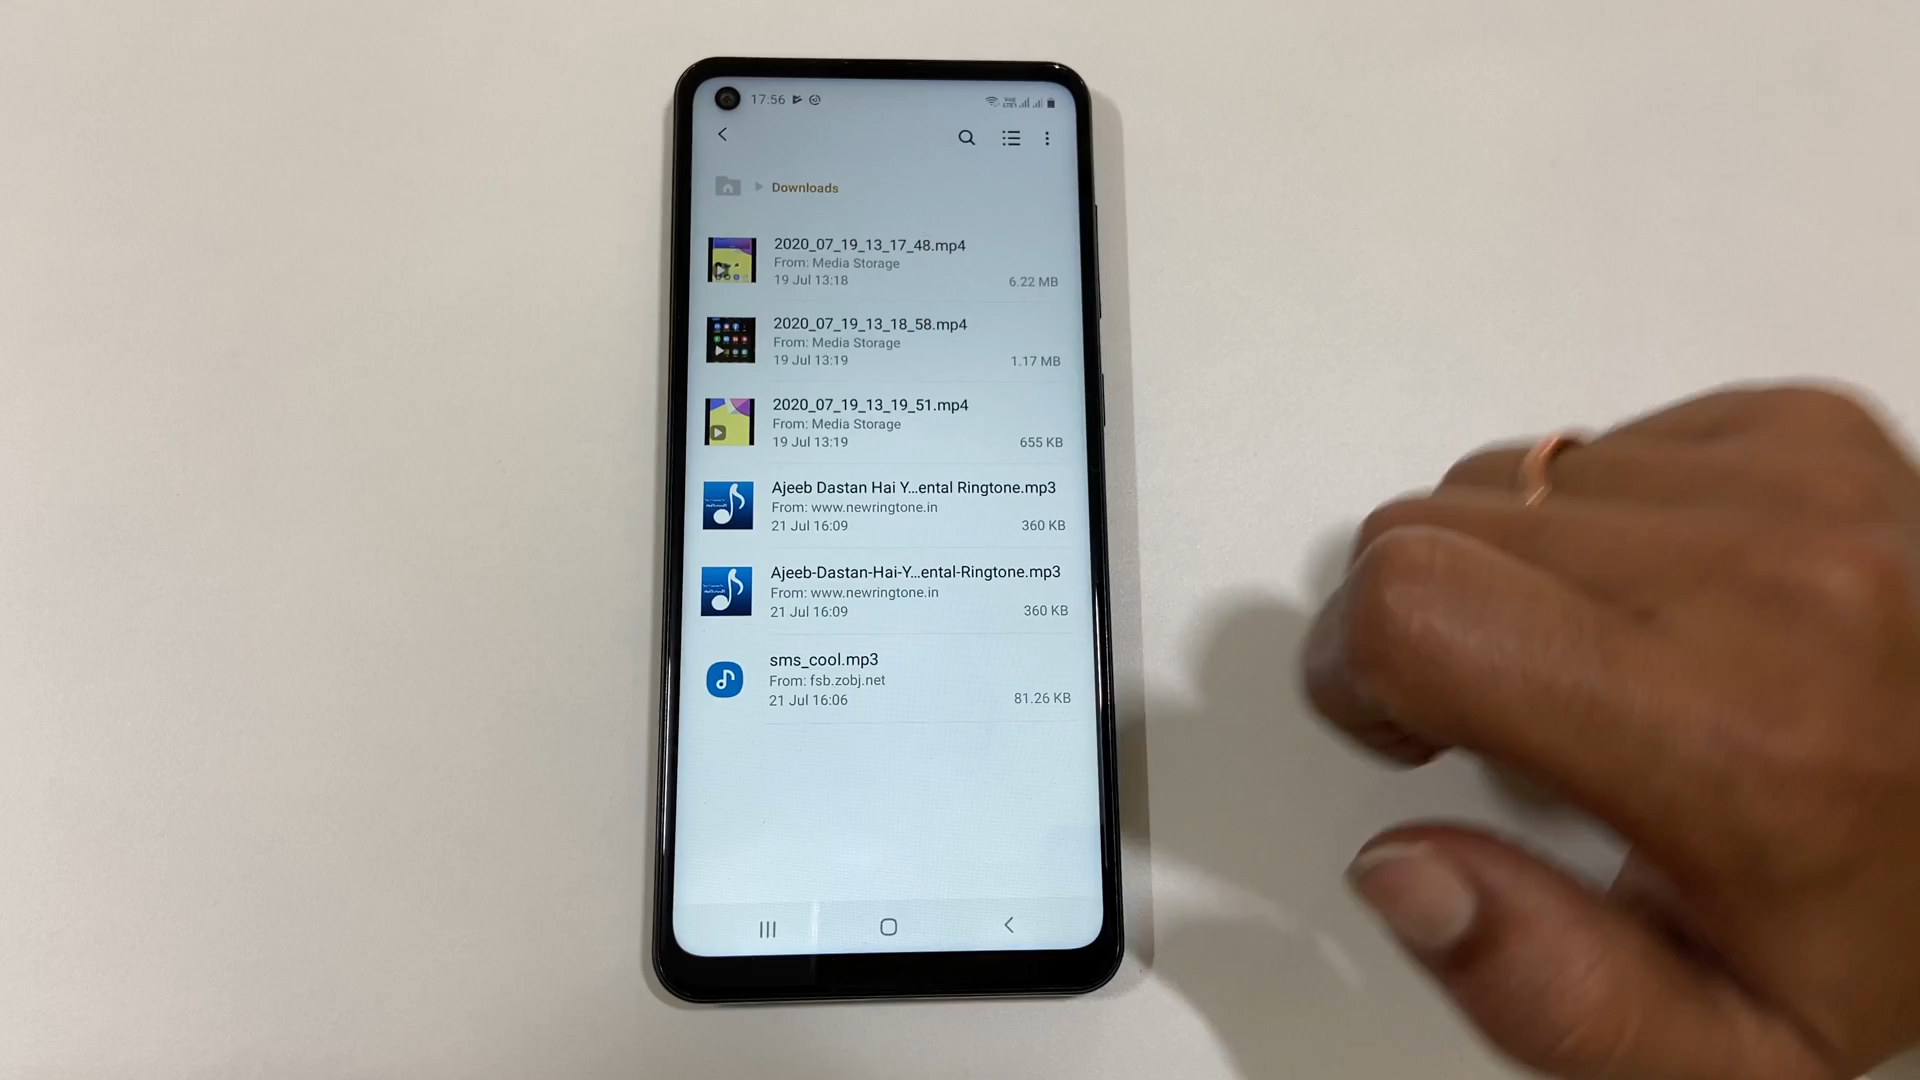 17:56
Downloads
2020_07_19_13_17_48.mp4
From: Media Storage
19 Jul 13:18
6.22 MB
2020_07_19_13_18_58.mp4
From: Media Storage
19 Jul 13:19
1.17 MB
2020_07_19_13_19_51.mp4
From: Media Storage
19 Jul 13:19
655 KB
Ajeeb Dastan Hai Y...ental Ringtone.mp3
From: www.newringtone.in
21 Jul 16:09
360 KB
Ajeeb-Dastan-Hai-Y...ental-Ringtone.mp3
From: www.newringtone.in
21 Jul 16:09
360 KB
sms_cool.mp3
From: fsb.zobj.net
21 Jul 16:06
81.26 KB